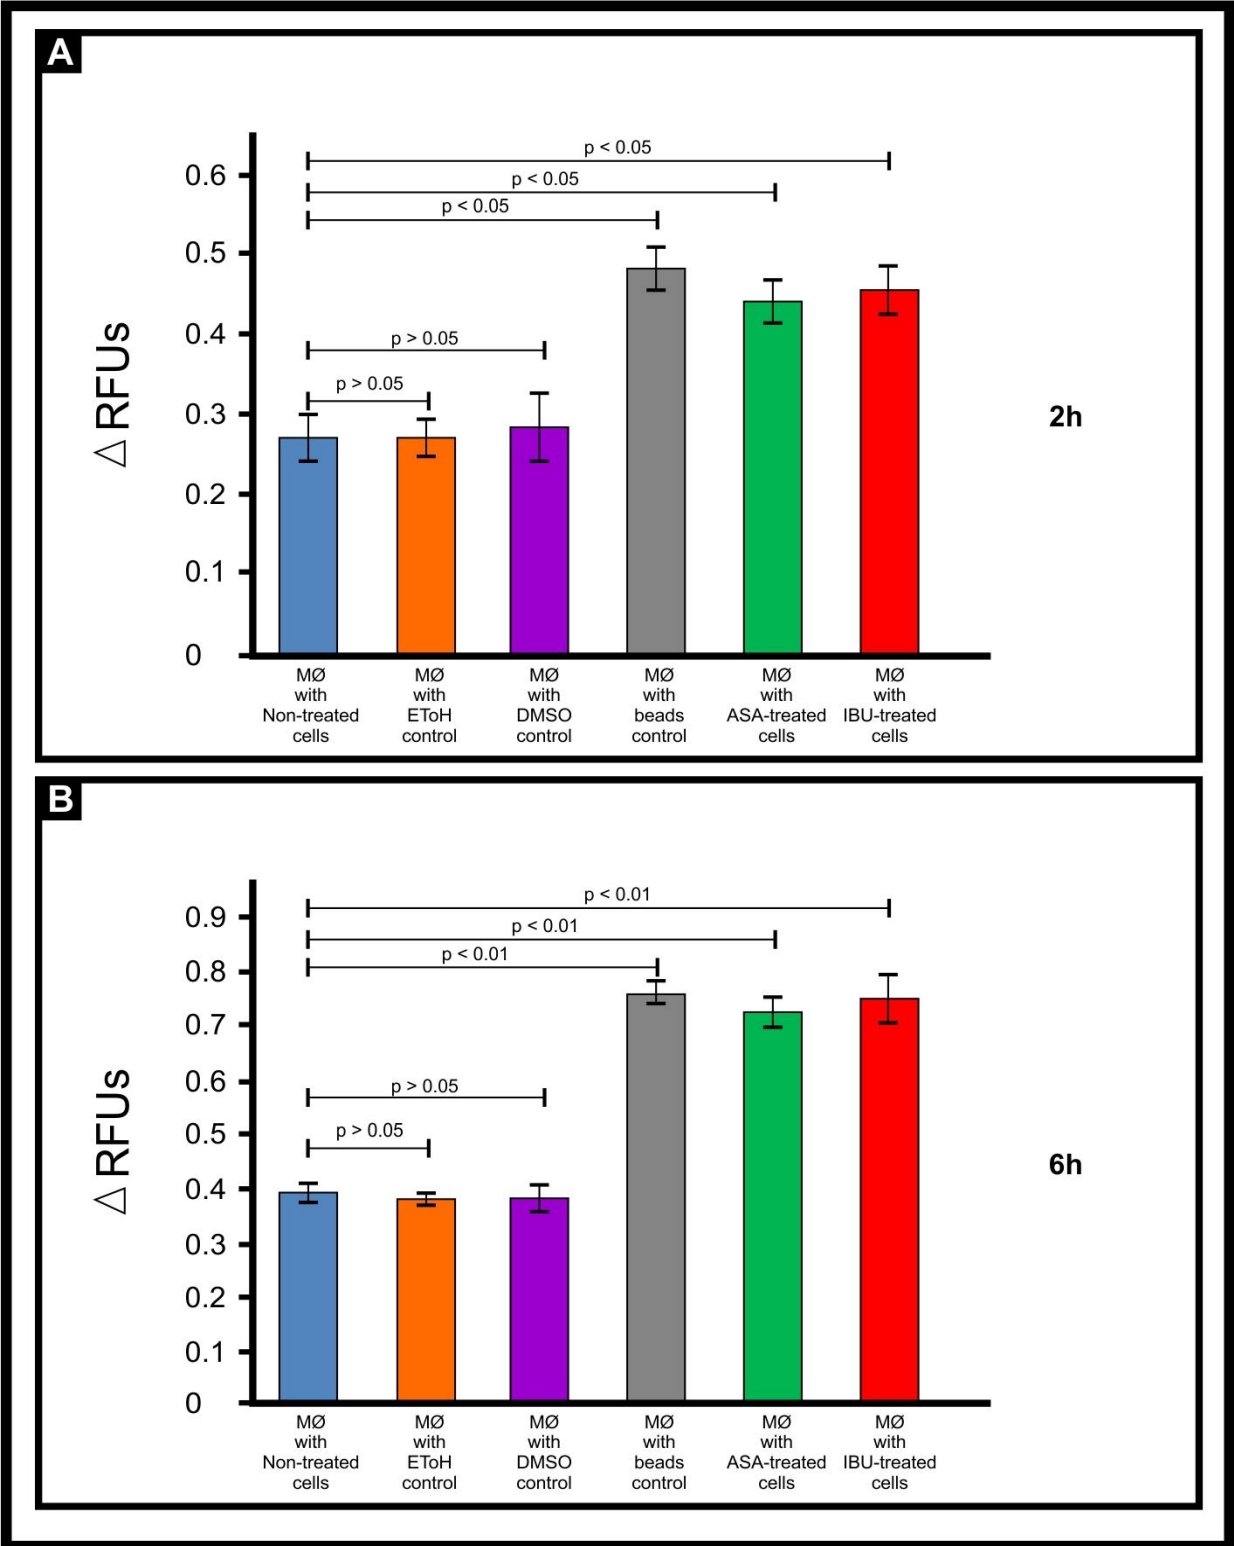 A
p < 0.05
p < 0.05
p < 0.05
p > 0.05
p > 0.05
0.6
0.5
0.4
0.3
0.2
0.1
0
△ RFUs
2h
MØ with Non-treated cells
MØ with EToH control
MØ with DMSO control
MØ with beads control
MØ with ASA-treated cells
MØ with IBU-treated cells
B
p < 0.01
p < 0.01
p < 0.01
p > 0.05
p > 0.05
0.9
0.8
0.7
0.6
0.5
0.4
0.3
0.2
0.1
0
△ RFUs
6h
MØ with Non-treated cells
MØ with EToH control
MØ with DMSO control
MØ with beads control
MØ with ASA-treated cells
MØ with IBU-treated cells